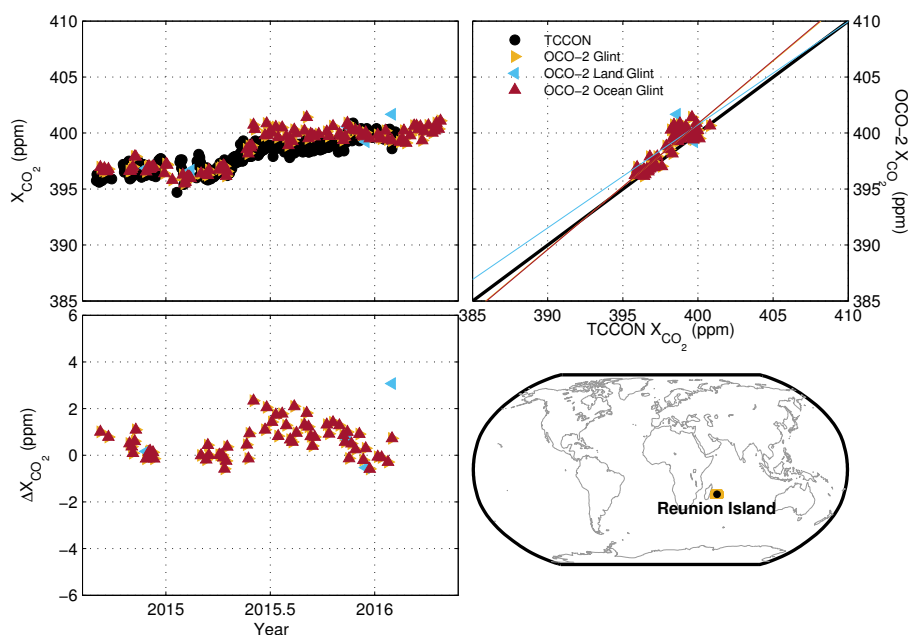 410
405
400
395
390
385
X_CO2 (ppm)
TCCON
OCO−2 Glint
OCO−2 Land Glint
OCO−2 Ocean Glint
410
405
400
395
390
385
OCO−2 X_CO2 (ppm)
385 390 395 400 405 410
TCCON X_CO2 (ppm)
6
4
2
0
−2
−4
−6
ΔX_CO2 (ppm)
2015 2015.5 2016
Year
Reunion Island